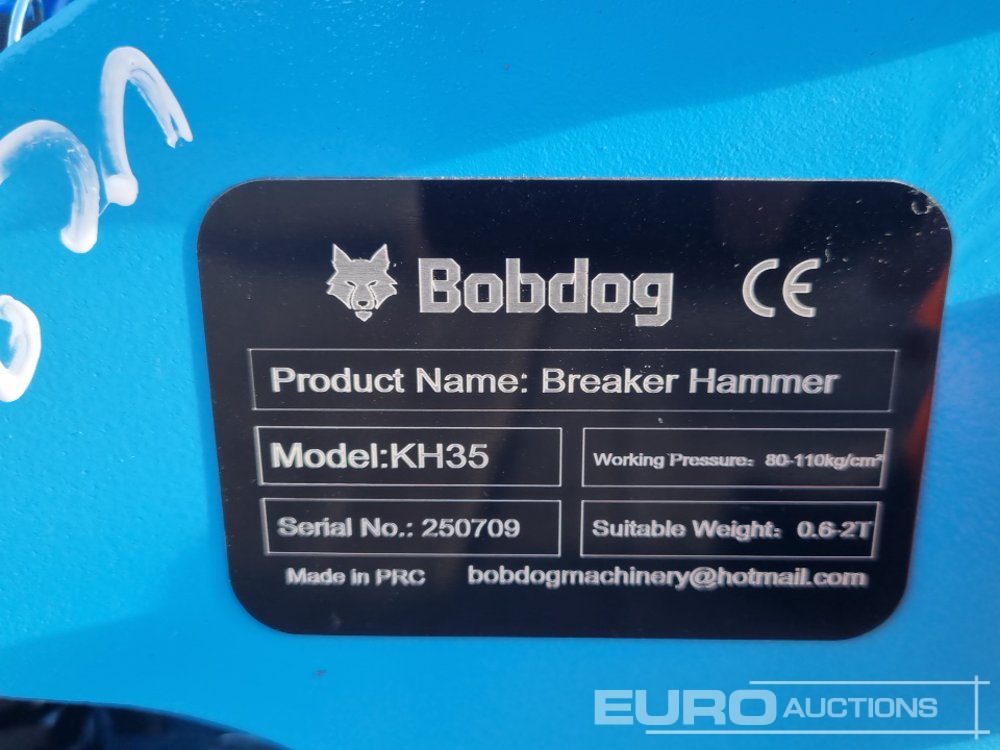 Bobdog CE
Product Name: Breaker Hammer
Model:KH35
Working Pressure: 80-110kg/cm²
Serial No.: 250709
Suitable Weight: 0.6-2T
Made in PRC bobdogmachinery@hotmail.com
EURO AUCTIONS